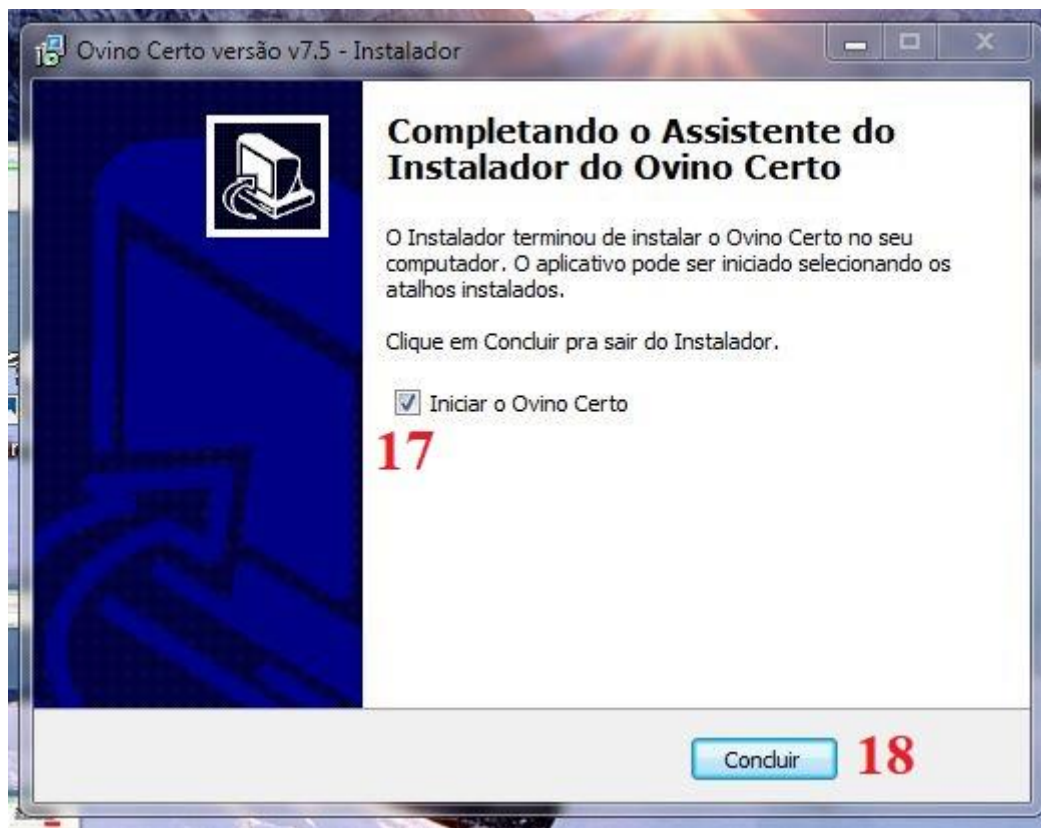 Ovino Certo versão v7.5 - Instalador
Completando o Assistente do
Instalador do Ovino Certo
O Instalador terminou de instalar o Ovino Certo no seu
computador. O aplicativo pode ser iniciado selecionando os
atalhos instalados.
Clique em Concluir pra sair do Instalador.
Iniciar o Ovino Certo
17
Concluir 18